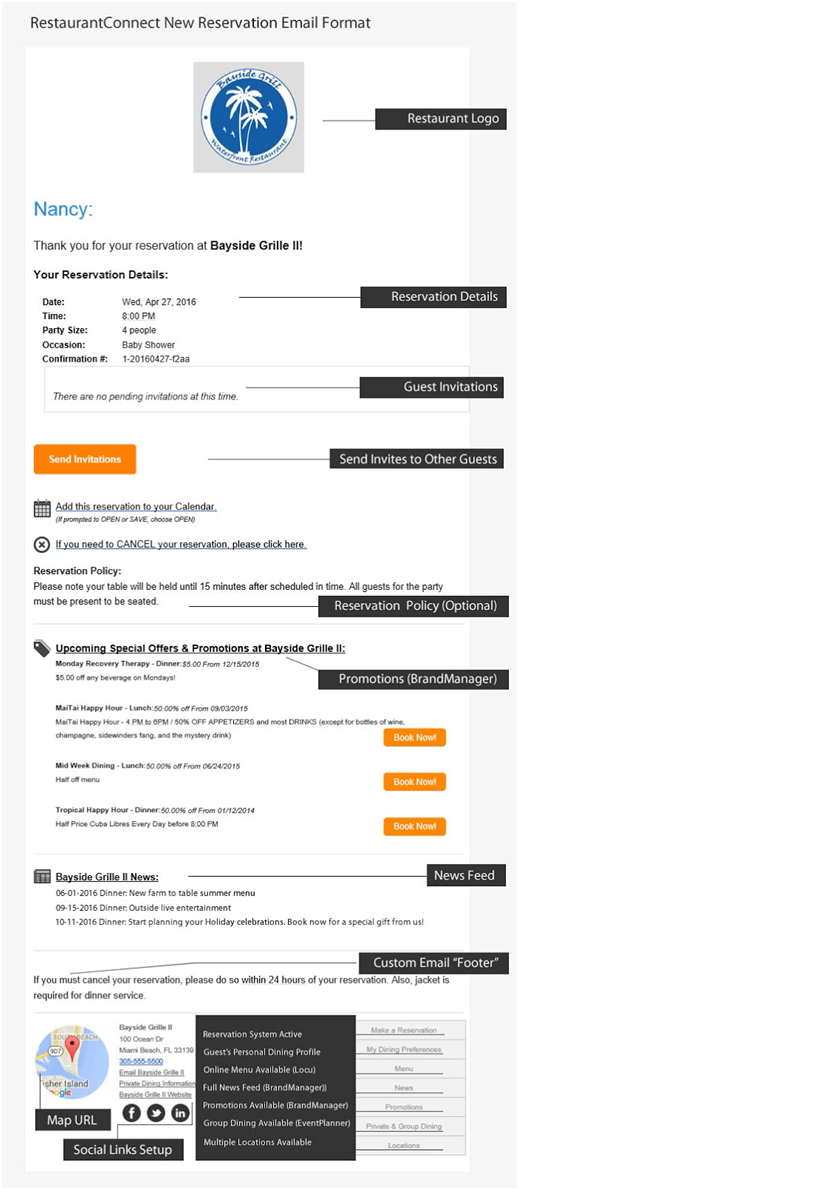 RestaurantConnect New Reservation Email Format
Bayside Grill
Waterfront Restaurant
Restaurant Logo
Nancy:
Thank you for your reservation at Bayside Grille II!
Your Reservation Details:
Reservation Details
Date: Wed, Apr 27, 2016
Time: 8:00 PM
Party Size: 4 people
Occasion: Baby Shower
Confirmation #: 1-20160427-f2aa
Guest Invitations
There are no pending invitations at this time.
Send Invitations
Send Invites to Other Guests
Add this reservation to your Calendar.
(If prompted to OPEN or SAVE, choose OPEN)
If you need to CANCEL your reservation, please click here.
Reservation Policy:
Please note your table will be held until 15 minutes after scheduled in time. All guests for the party
must be present to be seated.
Reservation Policy (Optional)
Upcoming Special Offers & Promotions at Bayside Grille II:
Monday Recovery Therapy - Dinner:$5.00 From 12/15/2015
$5.00 off any beverage on Mondays!
Promotions (BrandManager)
MaiTai Happy Hour - Lunch:50.00% off From 09/03/2015
MaiTai Happy Hour - 4 PM to 6PM / 50% OFF APPETIZERS and most DRINKS (except for bottles of wine,
champagne, sidewinders fang, and the mystery drink)
Book Now!
Mid Week Dining - Lunch:50.00% off From 06/24/2015
Half off menu
Book Now!
Tropical Happy Hour - Dinner:50.00% off From 01/12/2014
Half Price Cuba Libres Every Day before 8:00 PM
Book Now!
Bayside Grille II News:
News Feed
06-01-2016 Dinner: New farm to table summer menu
09-15-2016 Dinner: Outside live entertainment
10-11-2016 Dinner: Start planning your Holiday celebrations. Book now for a special gift from us!
Custom Email “Footer”
If you must cancel your reservation, please do so within 24 hours of your reservation. Also, jacket is
required for dinner service.
SOUTH BEACH
907
isher Island
ogle
Map URL
Bayside Grille II
100 Ocean Dr
Miami Beach, FL 33139
305-555-5500
Email Bayside Grille II
Private Dining Information
Bayside Grille II Website
Social Links Setup
Reservation System Active
Guest's Personal Dining Profile
Online Menu Available (Locu)
Full News Feed (BrandManager))
Promotions Available (BrandManager)
Group Dining Available (EventPlanner)
Multiple Locations Available
Make a Reservation
My Dining Preferences
Menu
News
Promotions
Private & Group Dining
Locations